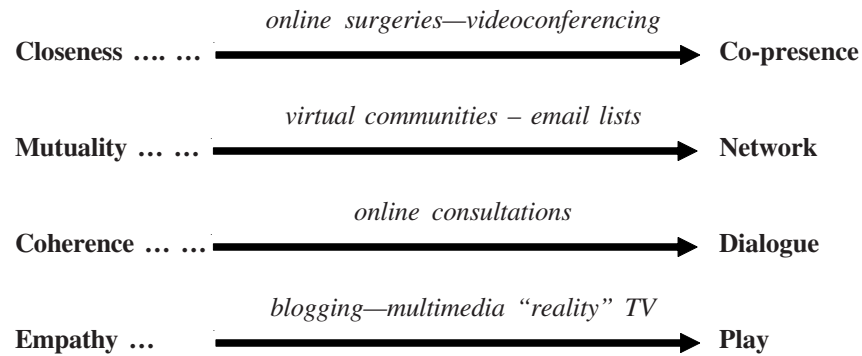 online surgeries—videoconferencing
Closeness .... ... Co-presence
virtual communities – email lists
Mutuality ... ... Network
online consultations
Coherence ... ... Dialogue
blogging—multimedia “reality” TV
Empathy ... Play